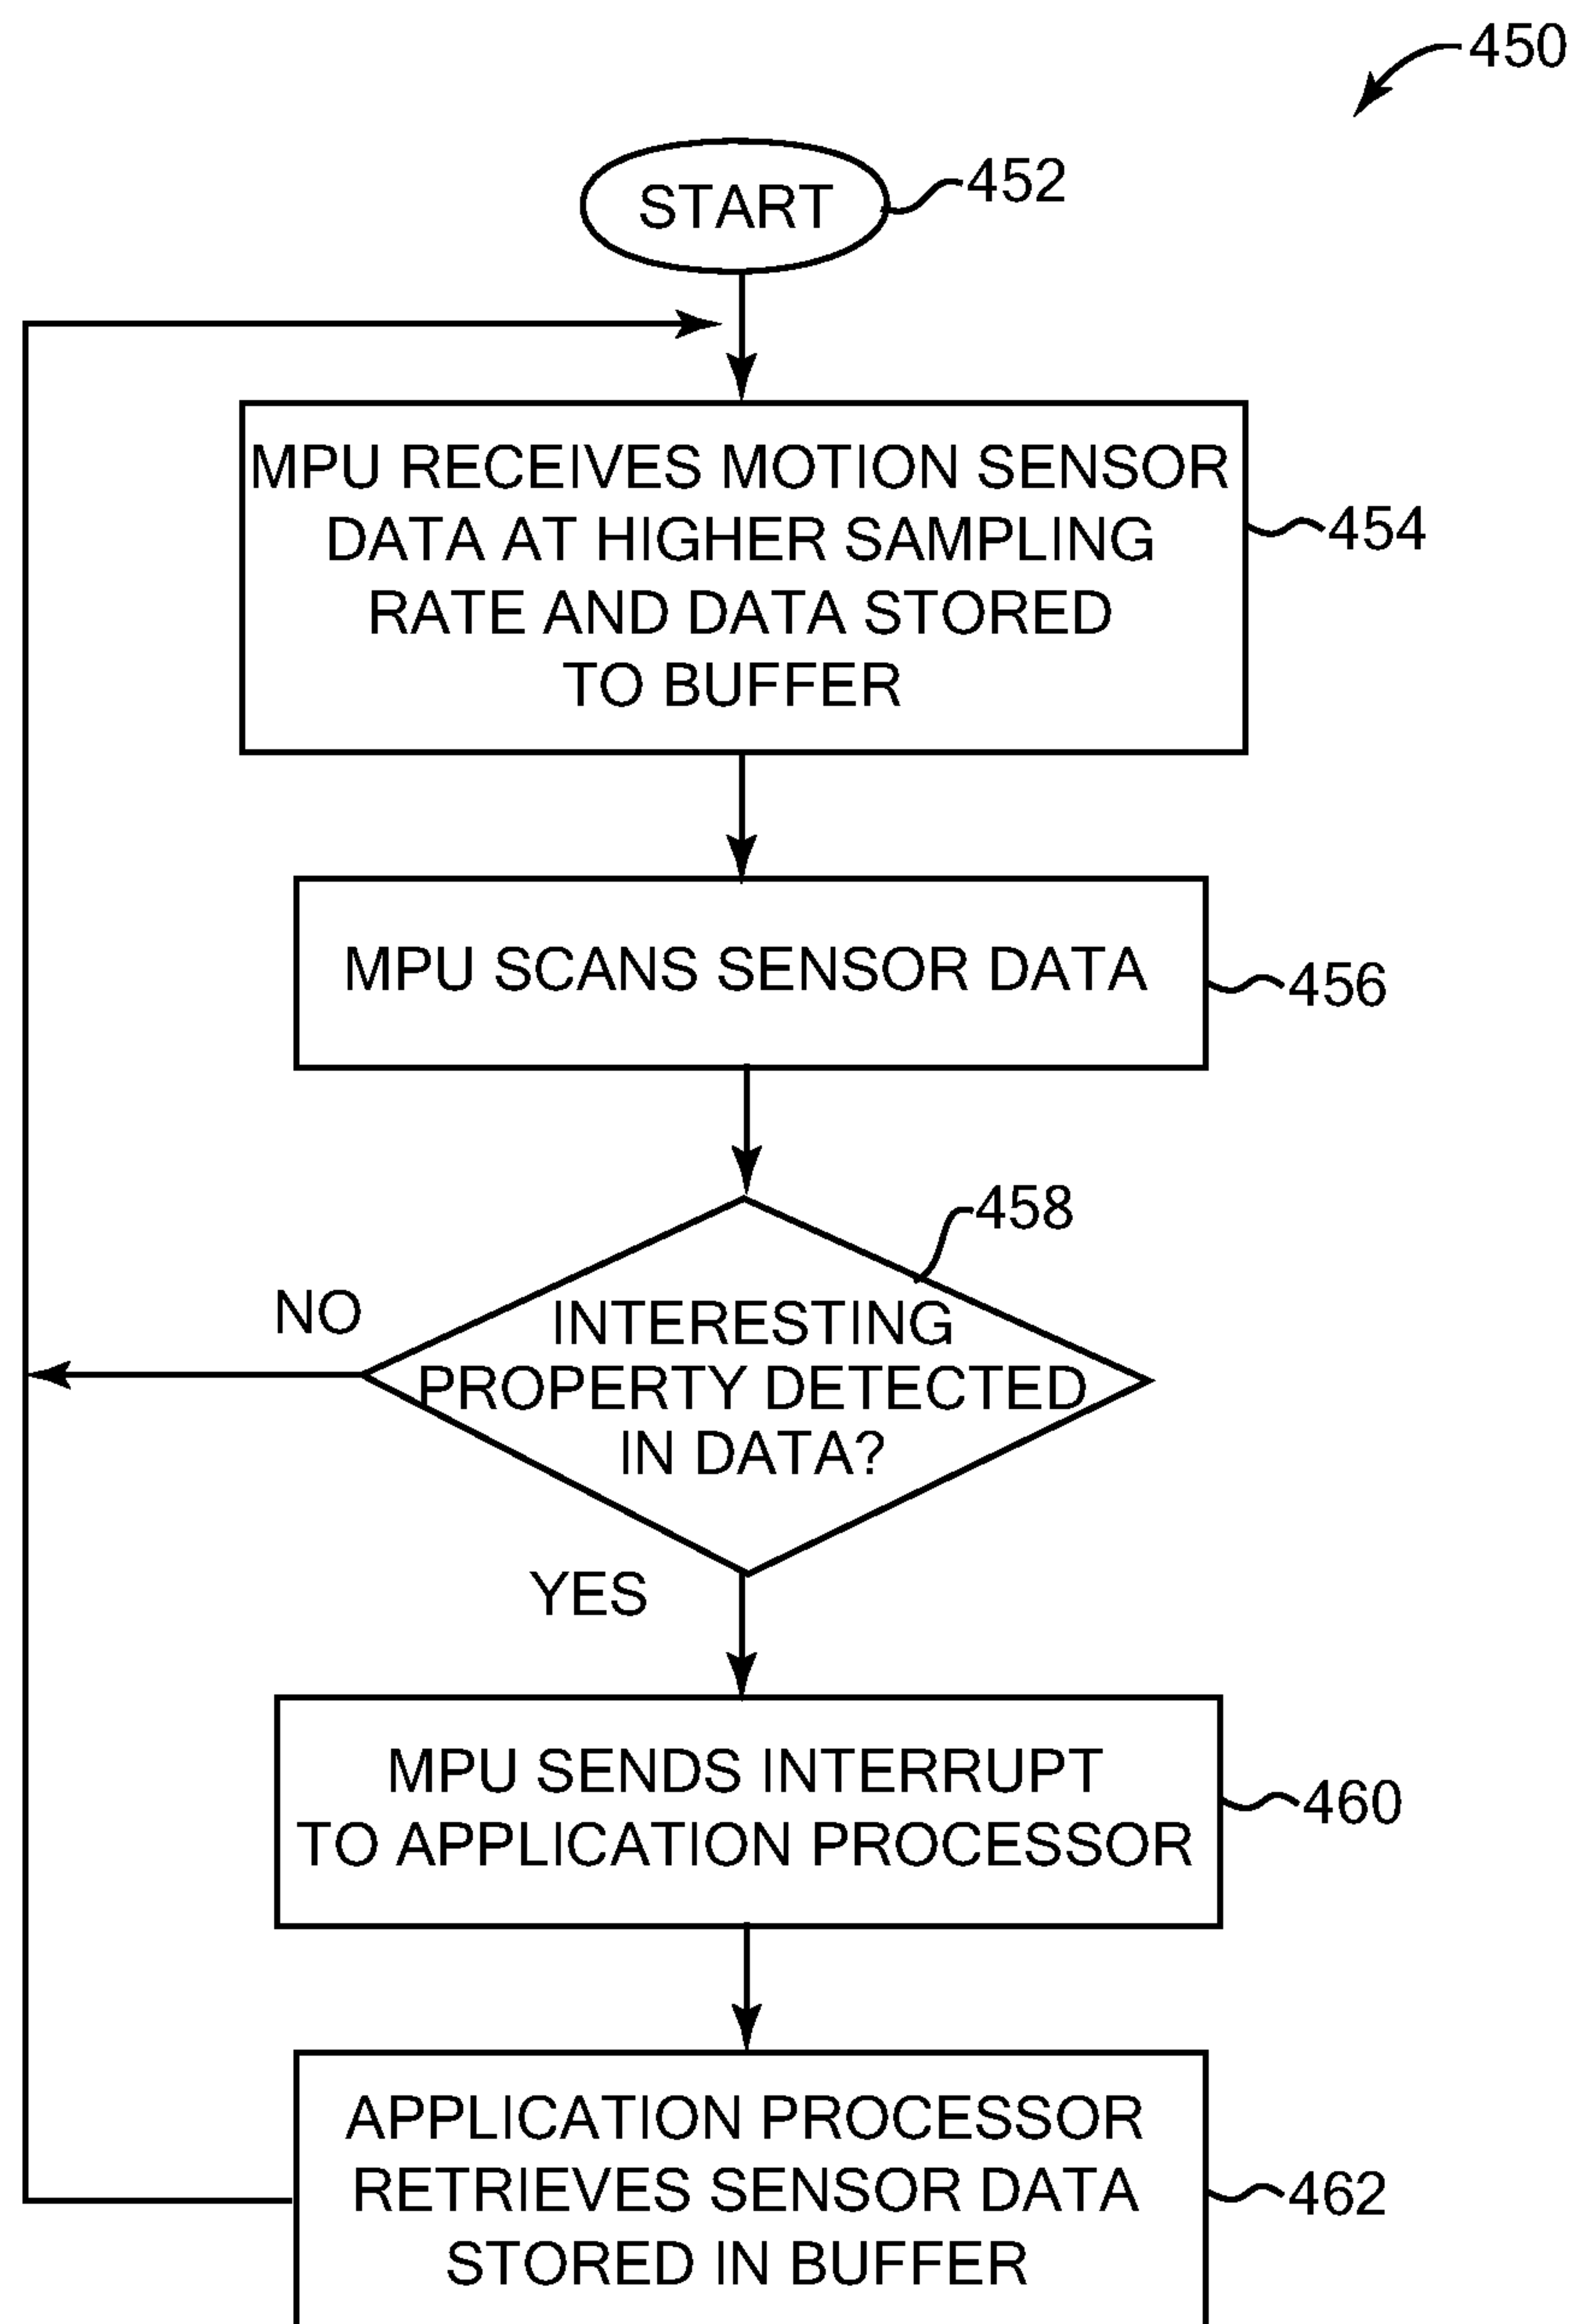 450
START
452
MPU RECEIVES MOTION SENSOR
DATA AT HIGHER SAMPLING
RATE AND DATA STORED
TO BUFFER
454
MPU SCANS SENSOR DATA
456
458
NO
INTERESTING
PROPERTY DETECTED
IN DATA?
YES
MPU SENDS INTERRUPT
TO APPLICATION PROCESSOR
460
APPLICATION PROCESSOR
RETRIEVES SENSOR DATA
STORED IN BUFFER
462